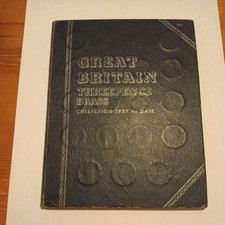 GREAT
BRITAIN
THREEPENCE
BRASS
COLLECTION 1937 to DATE